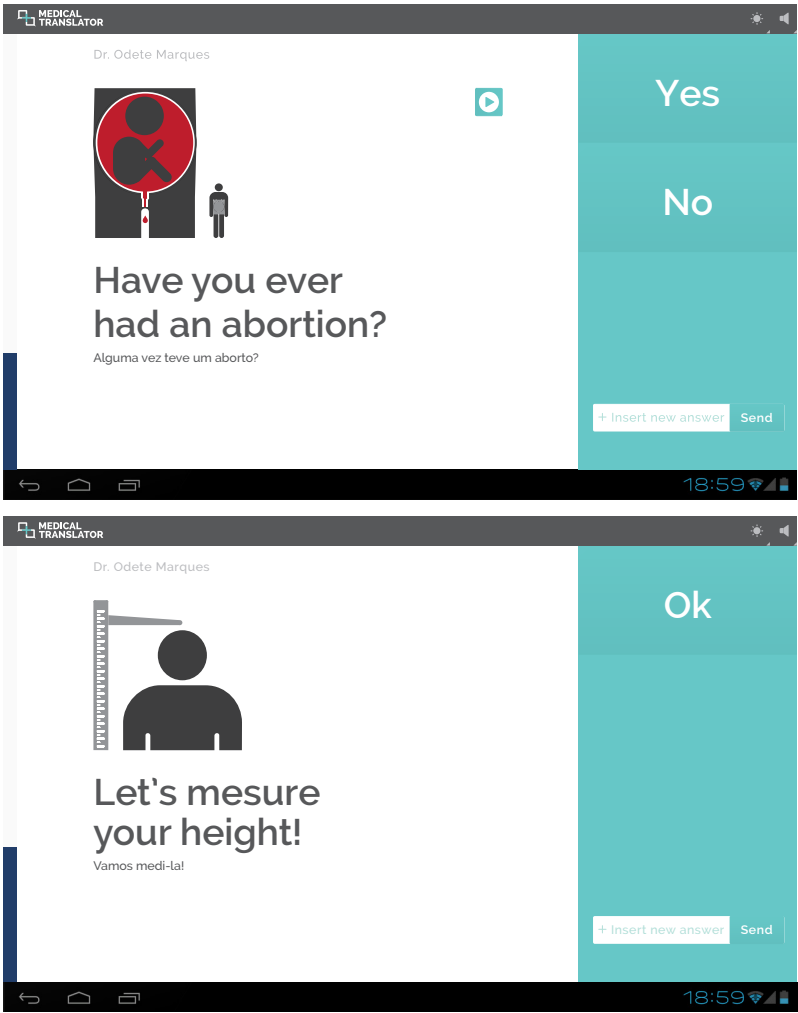 MEDICAL
TRANSLATOR
Dr. Odete Marques
Have you ever
had an abortion?
Alguma vez teve um aborto?
Yes
No
+ Insert new answer Send
18:59
MEDICAL
TRANSLATOR
Dr. Odete Marques
Let's mesure
your height!
Vamos medi-la!
Ok
+ Insert new answer Send
18:59